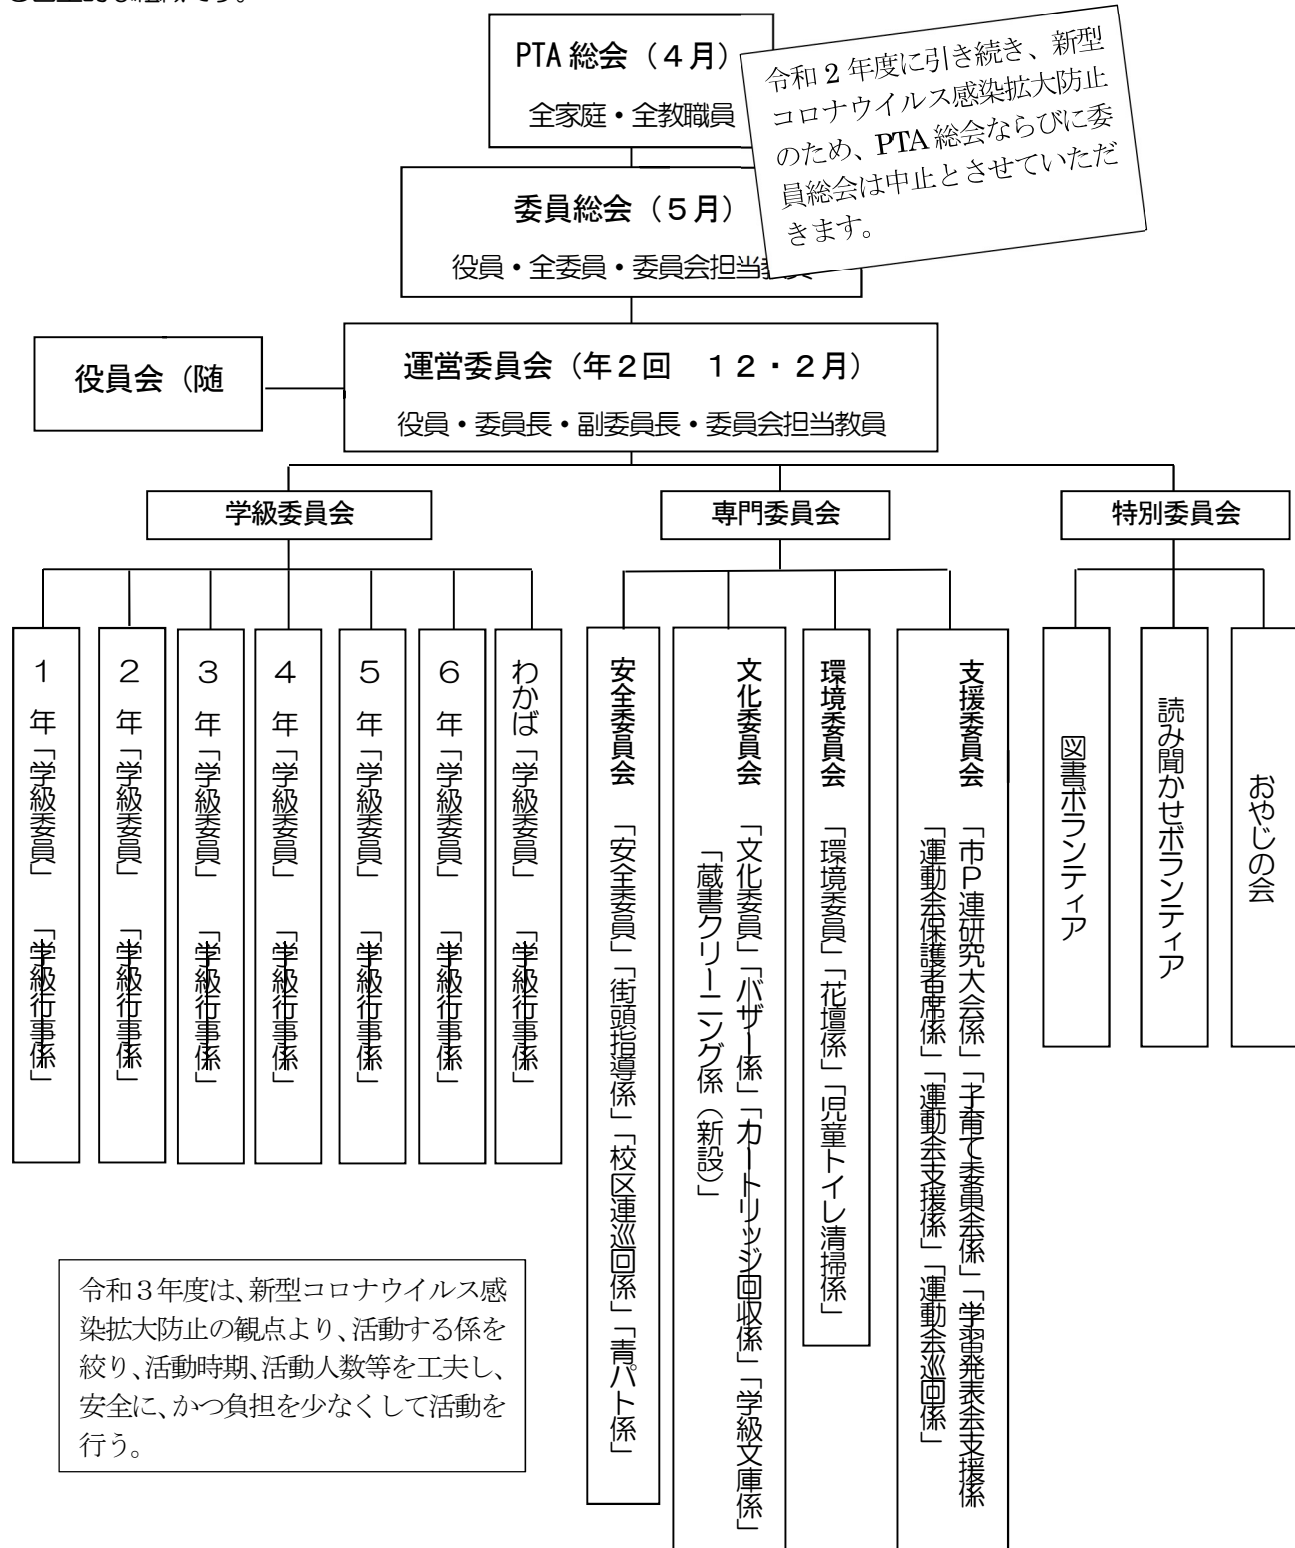 PTA 総会（４月）
全家庭・全教職員
令和 2 年度に引き続き、新型
コロナウイルス感染拡大防止
のため、PTA 総会ならびに委
員総会は中止とさせていただ
きます。
委員総会（５月）
役員・全委員・委員会担当教員
役員会（随
運営委員会（年２回　１２・２月）
役員・委員長・副委員長・委員会担当教員
学級委員会
専門委員会
特別委員会
１　年「学級委員」　「学級行事係」
２　年「学級委員」　「学級行事係」
３　年「学級委員」　「学級行事係」
４　年「学級委員」　「学級行事係」
５　年「学級委員」　「学級行事係」
６　年「学級委員」　「学級行事係」
わかば「学級委員」　「学級行事係」
安全委員会　「安全委員」「街頭指導係」「校区連巡回係」「青パト係」
文化委員会　「文化委員」「バザー係」「カートリッジ回収係」「学級文庫係」
「蔵書クリーニング係（新設）」
環境委員会　「環境委員」「花壇係」「児童トイレ清掃係」
支援委員会　「市Ｐ連研究大会係」「子育て委員会係」「学習発表会支援係
「運動会保護者席係」「運動会支援係」「運動会巡回係」
図書ボランティア
読み聞かせボランティア
おやじの会
令和３年度は、新型コロナウイルス感
染拡大防止の観点より、活動する係を
絞り、活動時期、活動人数等を工夫し、
安全に、かつ負担を少なくして活動を
行う。